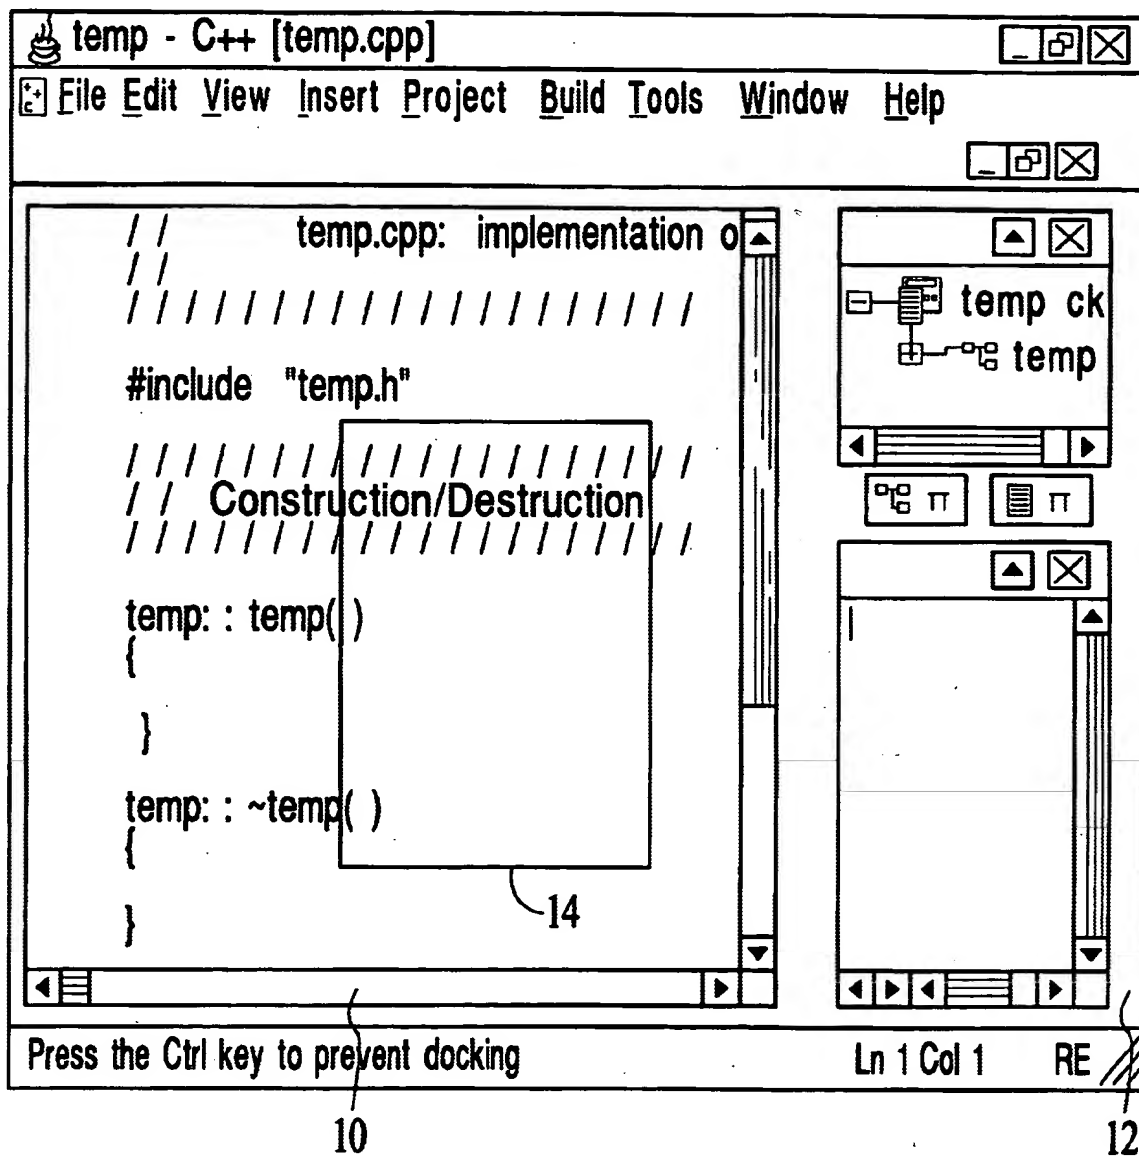 temp - C++ [temp.cpp]
File Edit View Insert Project Build Tools Window Help
/ / temp.cpp: implementation o
/ /
/ / / / / / / / / / / / / / / / / / / /
#include "temp.h"
/ / / / / / / / / / / / / / / / / / / /
/ / Construction/Destruction
/ / / / / / / / / / / / / / / / / / / /
temp: : temp( )
{
}
temp: : ~temp( )
{
}
temp ck
temp
π
π
14
Press the Ctrl key to prevent docking Ln 1 Col 1 RE
10
12